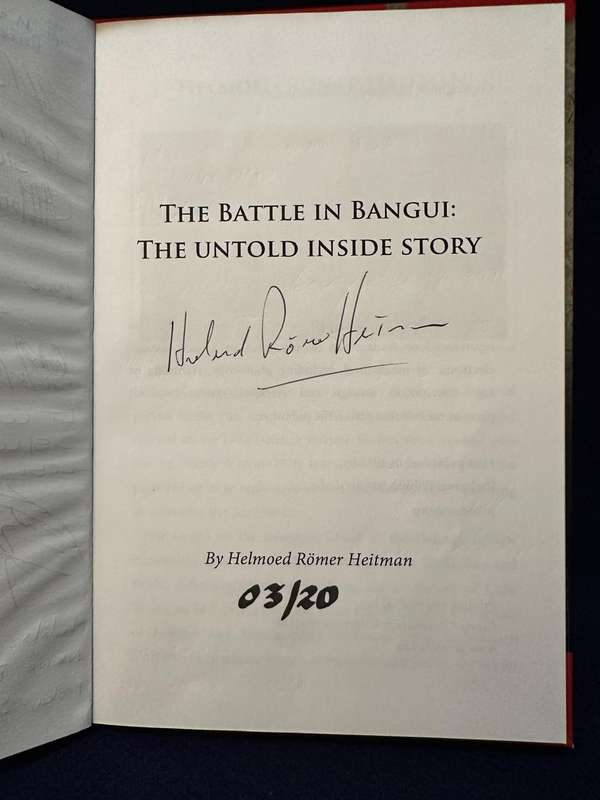 THE BATTLE IN BANGUI:
THE UNTOLD INSIDE STORY
Helmoed Römer Heitman
By Helmoed Römer Heitman
03/20